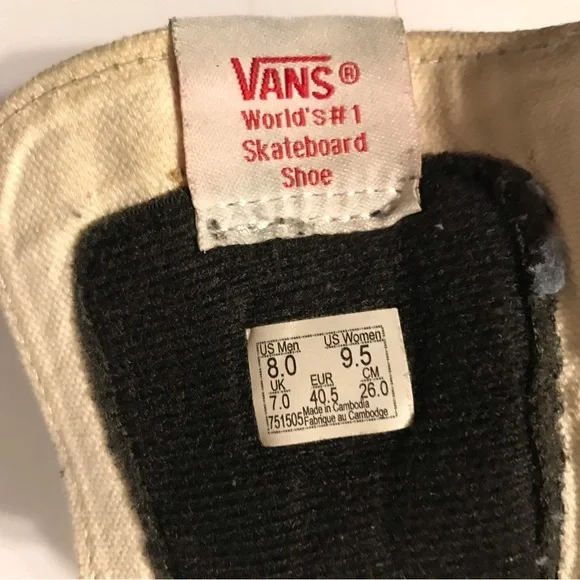 VANS®
World's#1
Skateboard
Shoe
US Men US Women
8.0 9.5
UK EUR CM
7.0 40.5 26.0
751505 Made in Cambodia
Fabrique au Cambodge